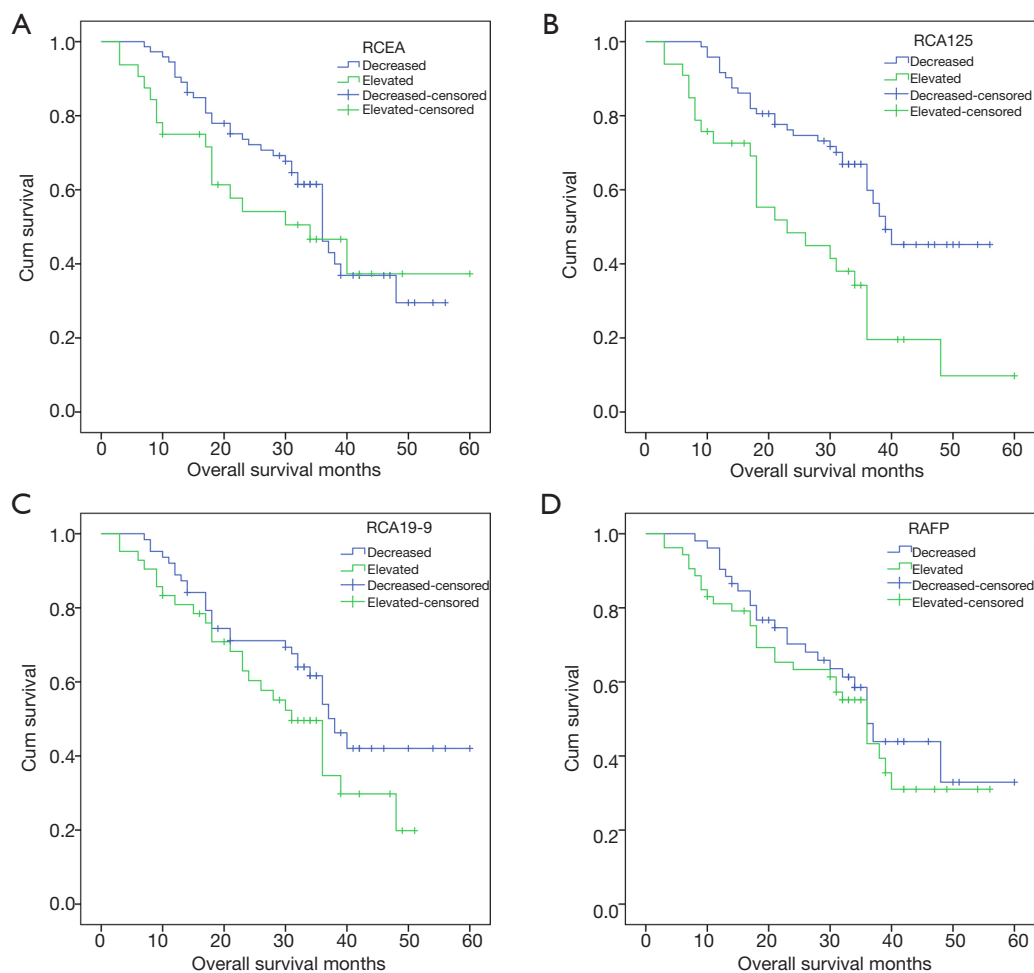 A
RCEA
Decreased
Elevated
Decreased-censored
Elevated-censored
Cum survival
1.0
0.8
0.6
0.4
0.2
0.0
0 10 20 30 40 50 60
Overall survival months
B
RCA125
Decreased
Elevated
Decreased-censored
Elevated-censored
Cum survival
1.0
0.8
0.6
0.4
0.2
0.0
0 10 20 30 40 50 60
Overall survival months
C
RCA19-9
Decreased
Elevated
Decreased-censored
Elevated-censored
Cum survival
1.0
0.8
0.6
0.4
0.2
0.0
0 10 20 30 40 50 60
Overall survival months
D
RAFP
Decreased
Elevated
Decreased-censored
Elevated-censored
Cum survival
1.0
0.8
0.6
0.4
0.2
0.0
0 10 20 30 40 50 60
Overall survival months